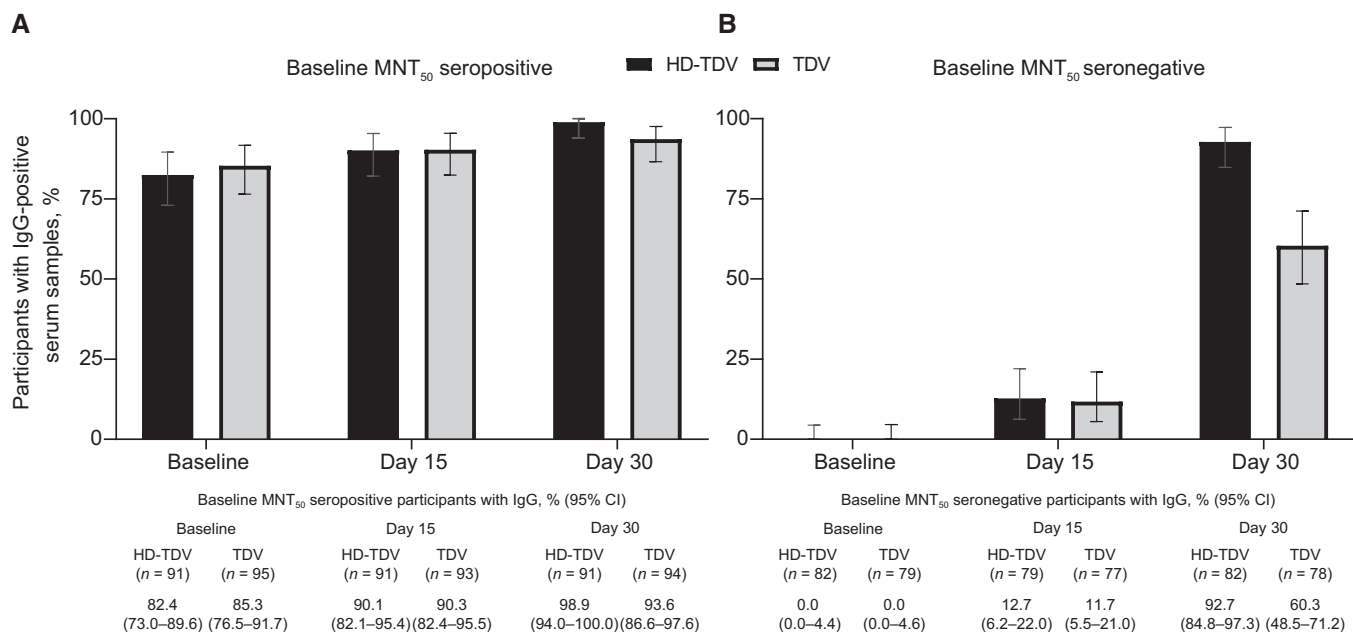 A
B
Baseline MNT50 seropositive
HD-TDV TDV
Baseline MNT50 seronegative
Participants with IgG-positive
serum samples, %
100
75
50
25
0
Baseline Day 15 Day 30
100
75
50
25
0
Baseline Day 15 Day 30
Baseline MNT50 seropositive participants with IgG, % (95% CI)
Baseline Day 15 Day 30
HD-TDV TDV HD-TDV TDV HD-TDV TDV
(n = 91) (n = 95) (n = 91) (n = 93) (n = 91) (n = 94)
82.4 85.3 90.1 90.3 98.9 93.6
(73.0–89.6) (76.5–91.7) (82.1–95.4) (82.4–95.5) (94.0–100.0) (86.6–97.6)
Baseline MNT50 seronegative participants with IgG, % (95% CI)
Baseline Day 15 Day 30
HD-TDV TDV HD-TDV TDV HD-TDV TDV
(n = 82) (n = 79) (n = 79) (n = 77) (n = 82) (n = 78)
0.0 0.0 12.7 11.7 92.7 60.3
(0.0–4.4) (0.0–4.6) (6.2–22.0) (5.5–21.0) (84.8–97.3) (48.5–71.2)